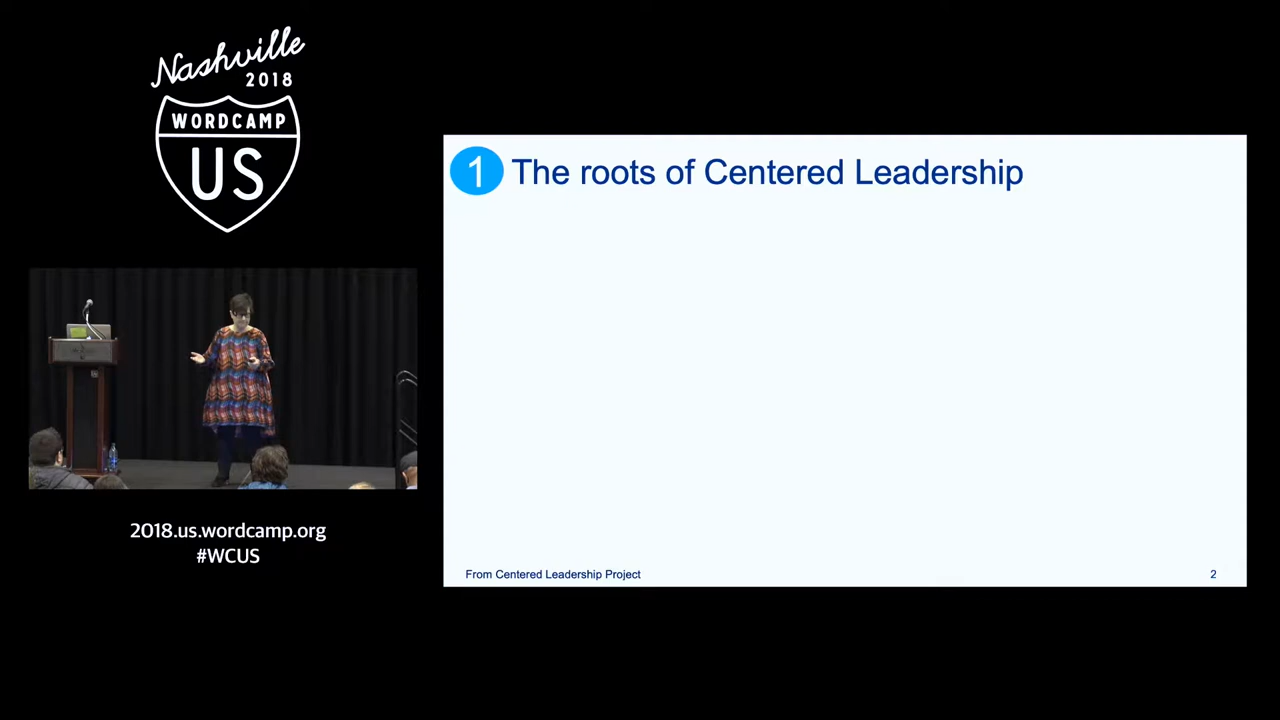 Nashville
2018
WORDCAMP
US
1 The roots of Centered Leadership
From Centered Leadership Project
2
2018.us.wordcamp.org
#WCUS